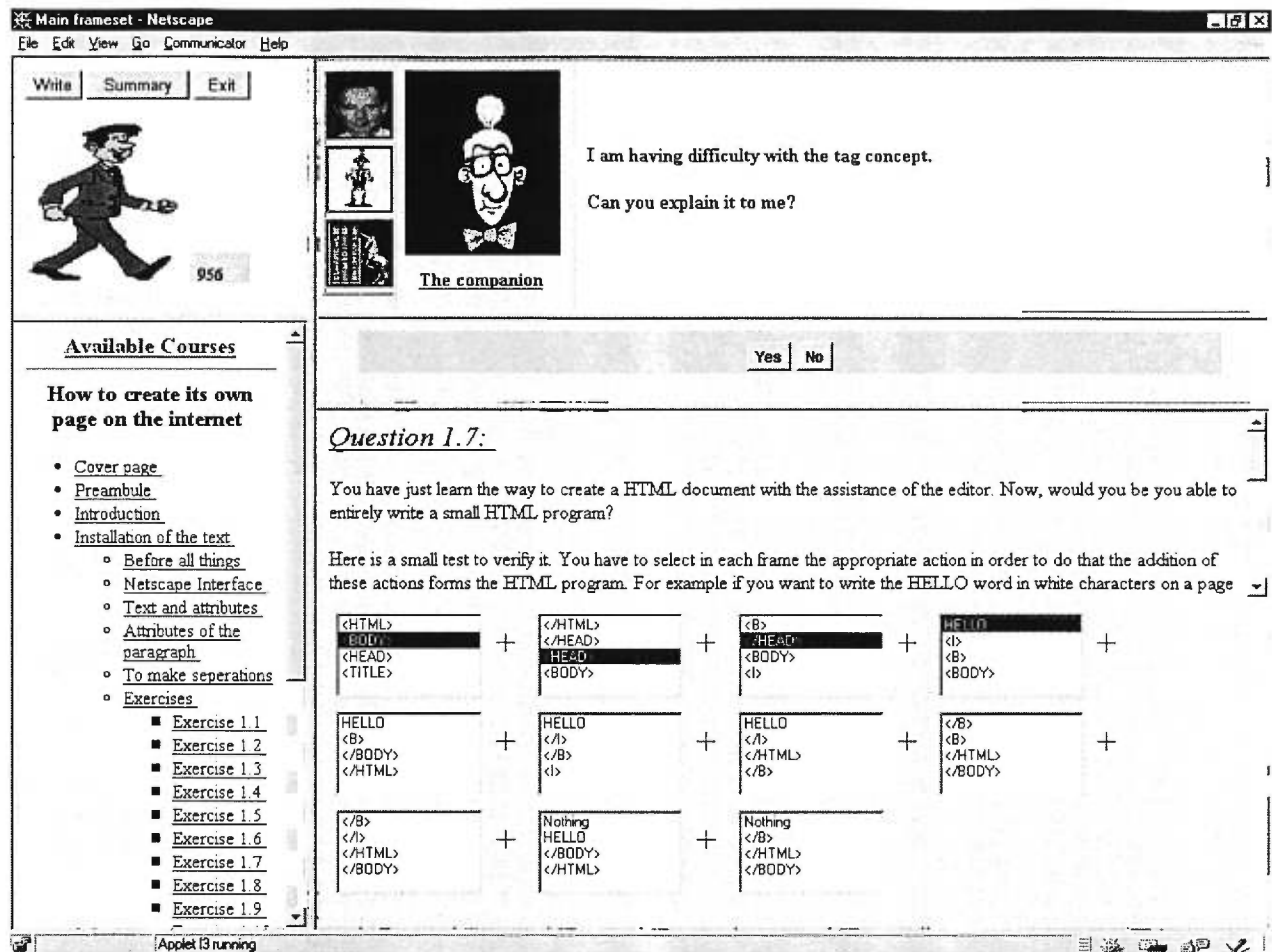 Main frameset - Netscape
File Edit View Go Communicator Help
Write Summary Exit
956
I am having difficulty with the tag concept.
Can you explain it to me?
The companion
Yes No
Available Courses
How to create its own
page on the internet
• Cover page
• Preambule
• Introduction
• Installation of the text
Before all things
Netscape Interface
Text and attributes
Attributes of the
paragraph
To make seperations
Exercises
Exercise 1.1
Exercise 1.2
Exercise 1.3
Exercise 1.4
Exercise 1.5
Exercise 1.6
Exercise 1.7
Exercise 1.8
Exercise 1.9
Question 1.7:
You have just learn the way to create a HTML document with the assistance of the editor. Now, would you be you able to
entirely write a small HTML program?
Here is a small test to verify it. You have to select in each frame the appropriate action in order to do that the addition of
these actions forms the HTML program. For example if you want to write the HELLO word in white characters on a page
<HTML>
<BODY>
<HEAD>
<TITLE>
+
</HTML>
</HEAD>
<HEAD>
<BODY>
+
<B>
</HEAD>
<BODY>
<I>
+
HELLO
<I>
<B>
<BODY>
+
HELLO
<B>
</BODY>
</HTML>
+
HELLO
</I>
</B>
<I>
+
HELLO
</I>
</HTML>
</B>
+
</B>
<B>
</HTML>
</BODY>
+
</B>
</I>
</HTML>
</BODY>
+
Nothing
HELLO
</BODY>
</HTML>
+
Nothing
</B>
</HTML>
</BODY>
Applet l3 running